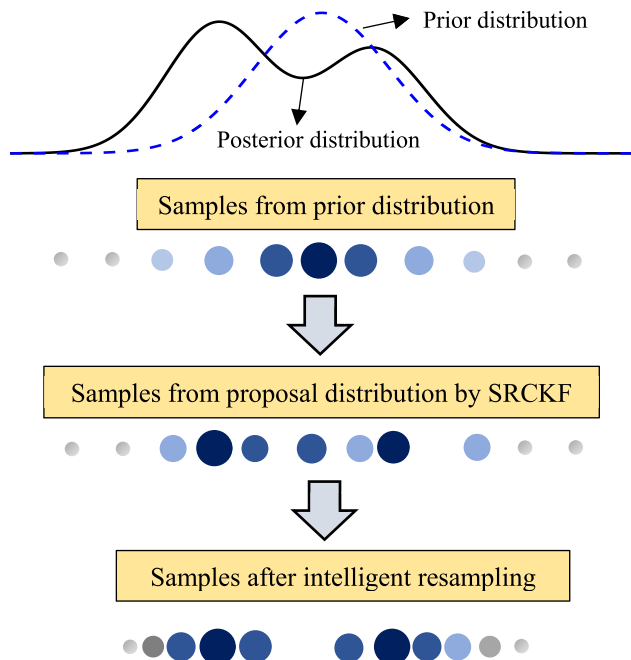 Prior distribution
Posterior distribution
Samples from prior distribution
Samples from proposal distribution by SRCKF
Samples after intelligent resampling